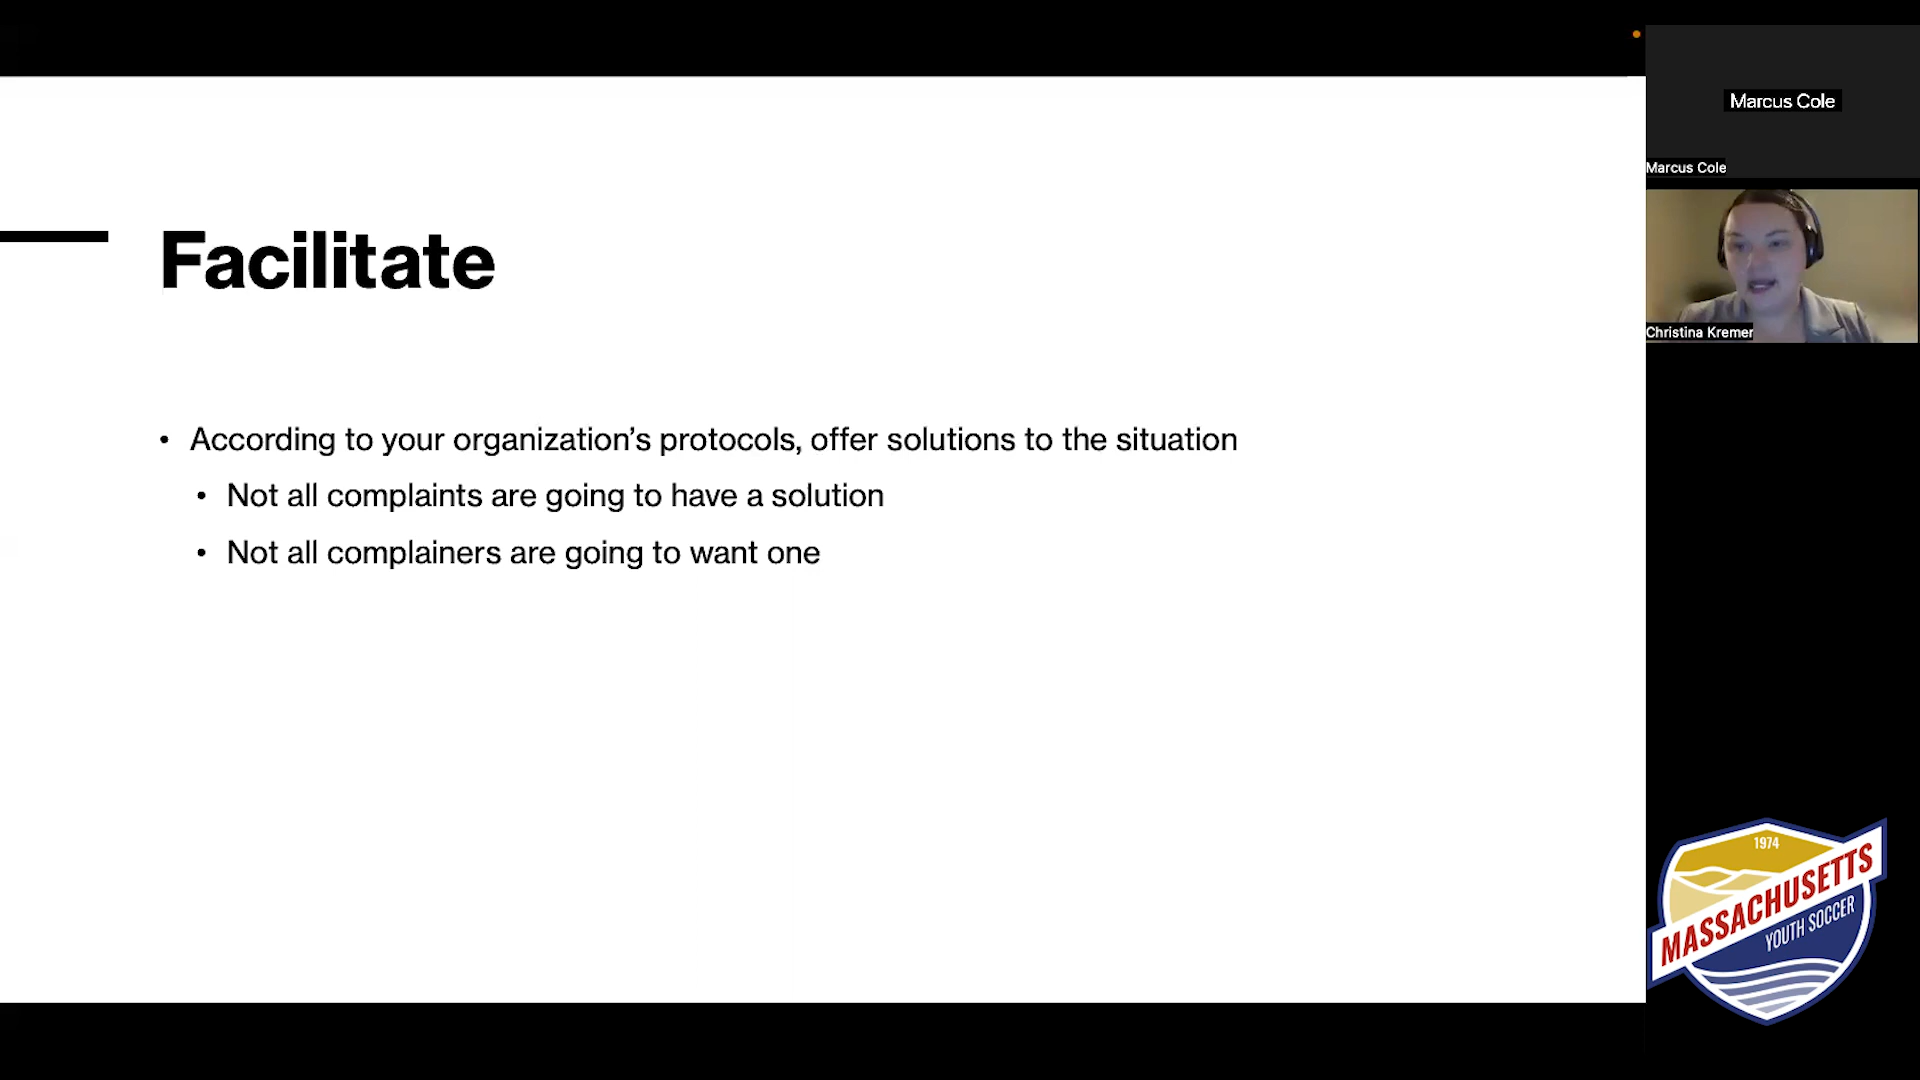 Marcus Cole
Marcus Cole
Christina Kremer
Facilitate
• According to your organization’s protocols, offer solutions to the situation
• Not all complaints are going to have a solution
• Not all complainers are going to want one
1974
MASSACHUSETTS
YOUTH SOCCER